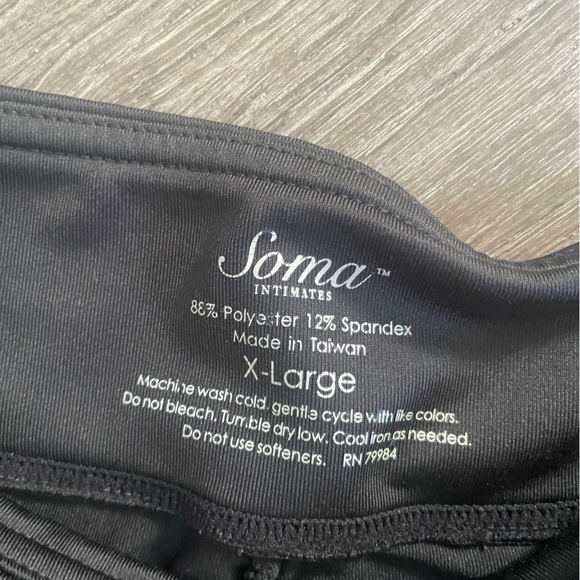 Soma™
INTIMATES
88% Polyester 12% Spandex
Made in Taiwan
X-Large
Machine wash cold, gentle cycle with like colors.
Do not bleach. Tumble dry low. Cool iron as needed.
Do not use softeners. RN 79984